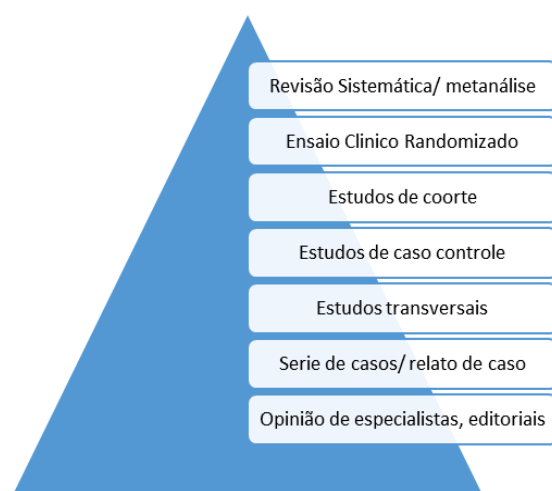 Revisão Sistemática/ metanálise
Ensaio Clinico Randomizado
Estudos de coorte
Estudos de caso controle
Estudos transversais
Serie de casos/ relato de caso
Opinião de especialistas, editoriais